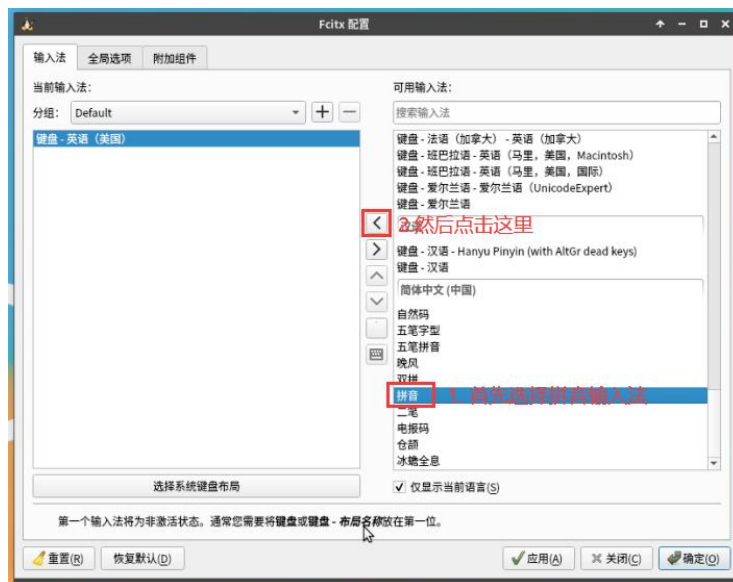 Fcitx 配置
输入法
全局选项
附加组件
当前输入法:
分组: Default
键盘 - 英语（美国）
可用输入法:
搜索输入法
键盘 - 法语（加拿大）- 英语（加拿大）
键盘 - 班巴拉语 - 英语（马里，美国，Macintosh）
键盘 - 班巴拉语 - 英语（马里，美国，国际）
键盘 - 爱尔兰语 - 爱尔兰语（UnicodeExpert）
键盘 - 爱尔兰语
2.然后点击这里
键盘 - 汉语 - Hanyu Pinyin (with AltGr dead keys)
键盘 - 汉语
简体中文 (中国)
自然码
五笔字型
五笔拼音
晚风
双拼
拼音
1. 首先选择拼音输入法
二笔
电报码
仓颉
冰蟾全息
选择系统键盘布局
仅显示当前语言(S)
第一个输入法将为非激活状态。通常您需要将键盘或键盘 - 布局名称放在第一位。
重置(R)
恢复默认(D)
应用(A)
关闭(C)
确定(O)